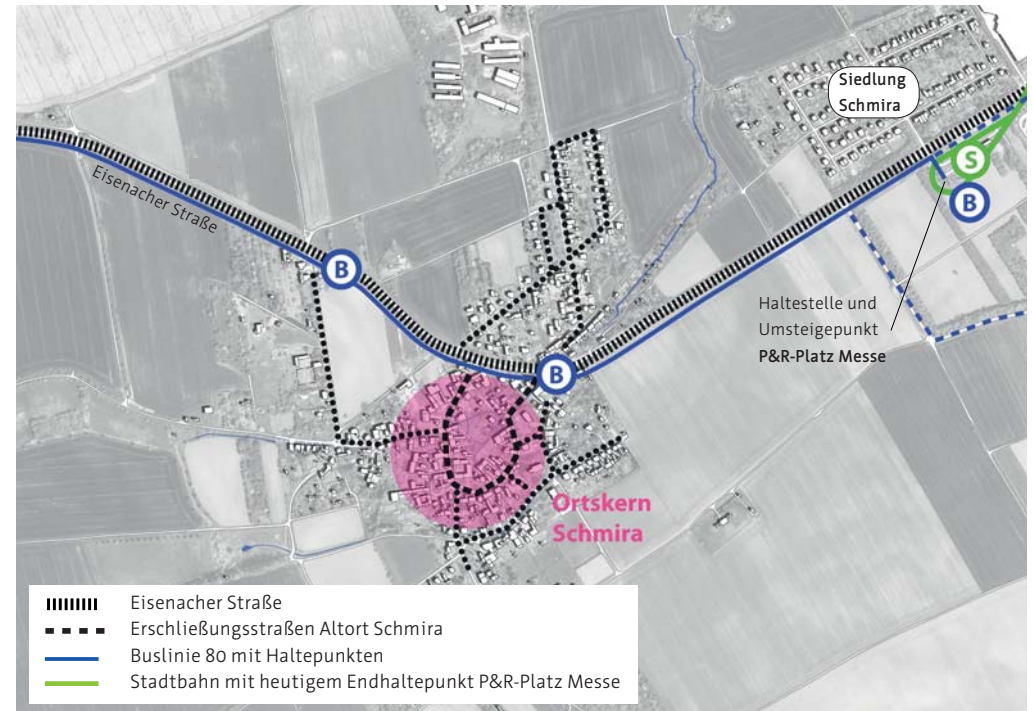 Siedlung
Schmira
S
B
Eisenacher Straße
B
Haltestelle und
Umsteigepunkt
P&R-Platz Messe
B
Ortskern
Schmira
Eisenacher Straße
Erschließungsstraßen Altort Schmira
Buslinie 80 mit Haltepunkten
Stadtbahn mit heutigem Endhaltepunkt P&R-Platz Messe